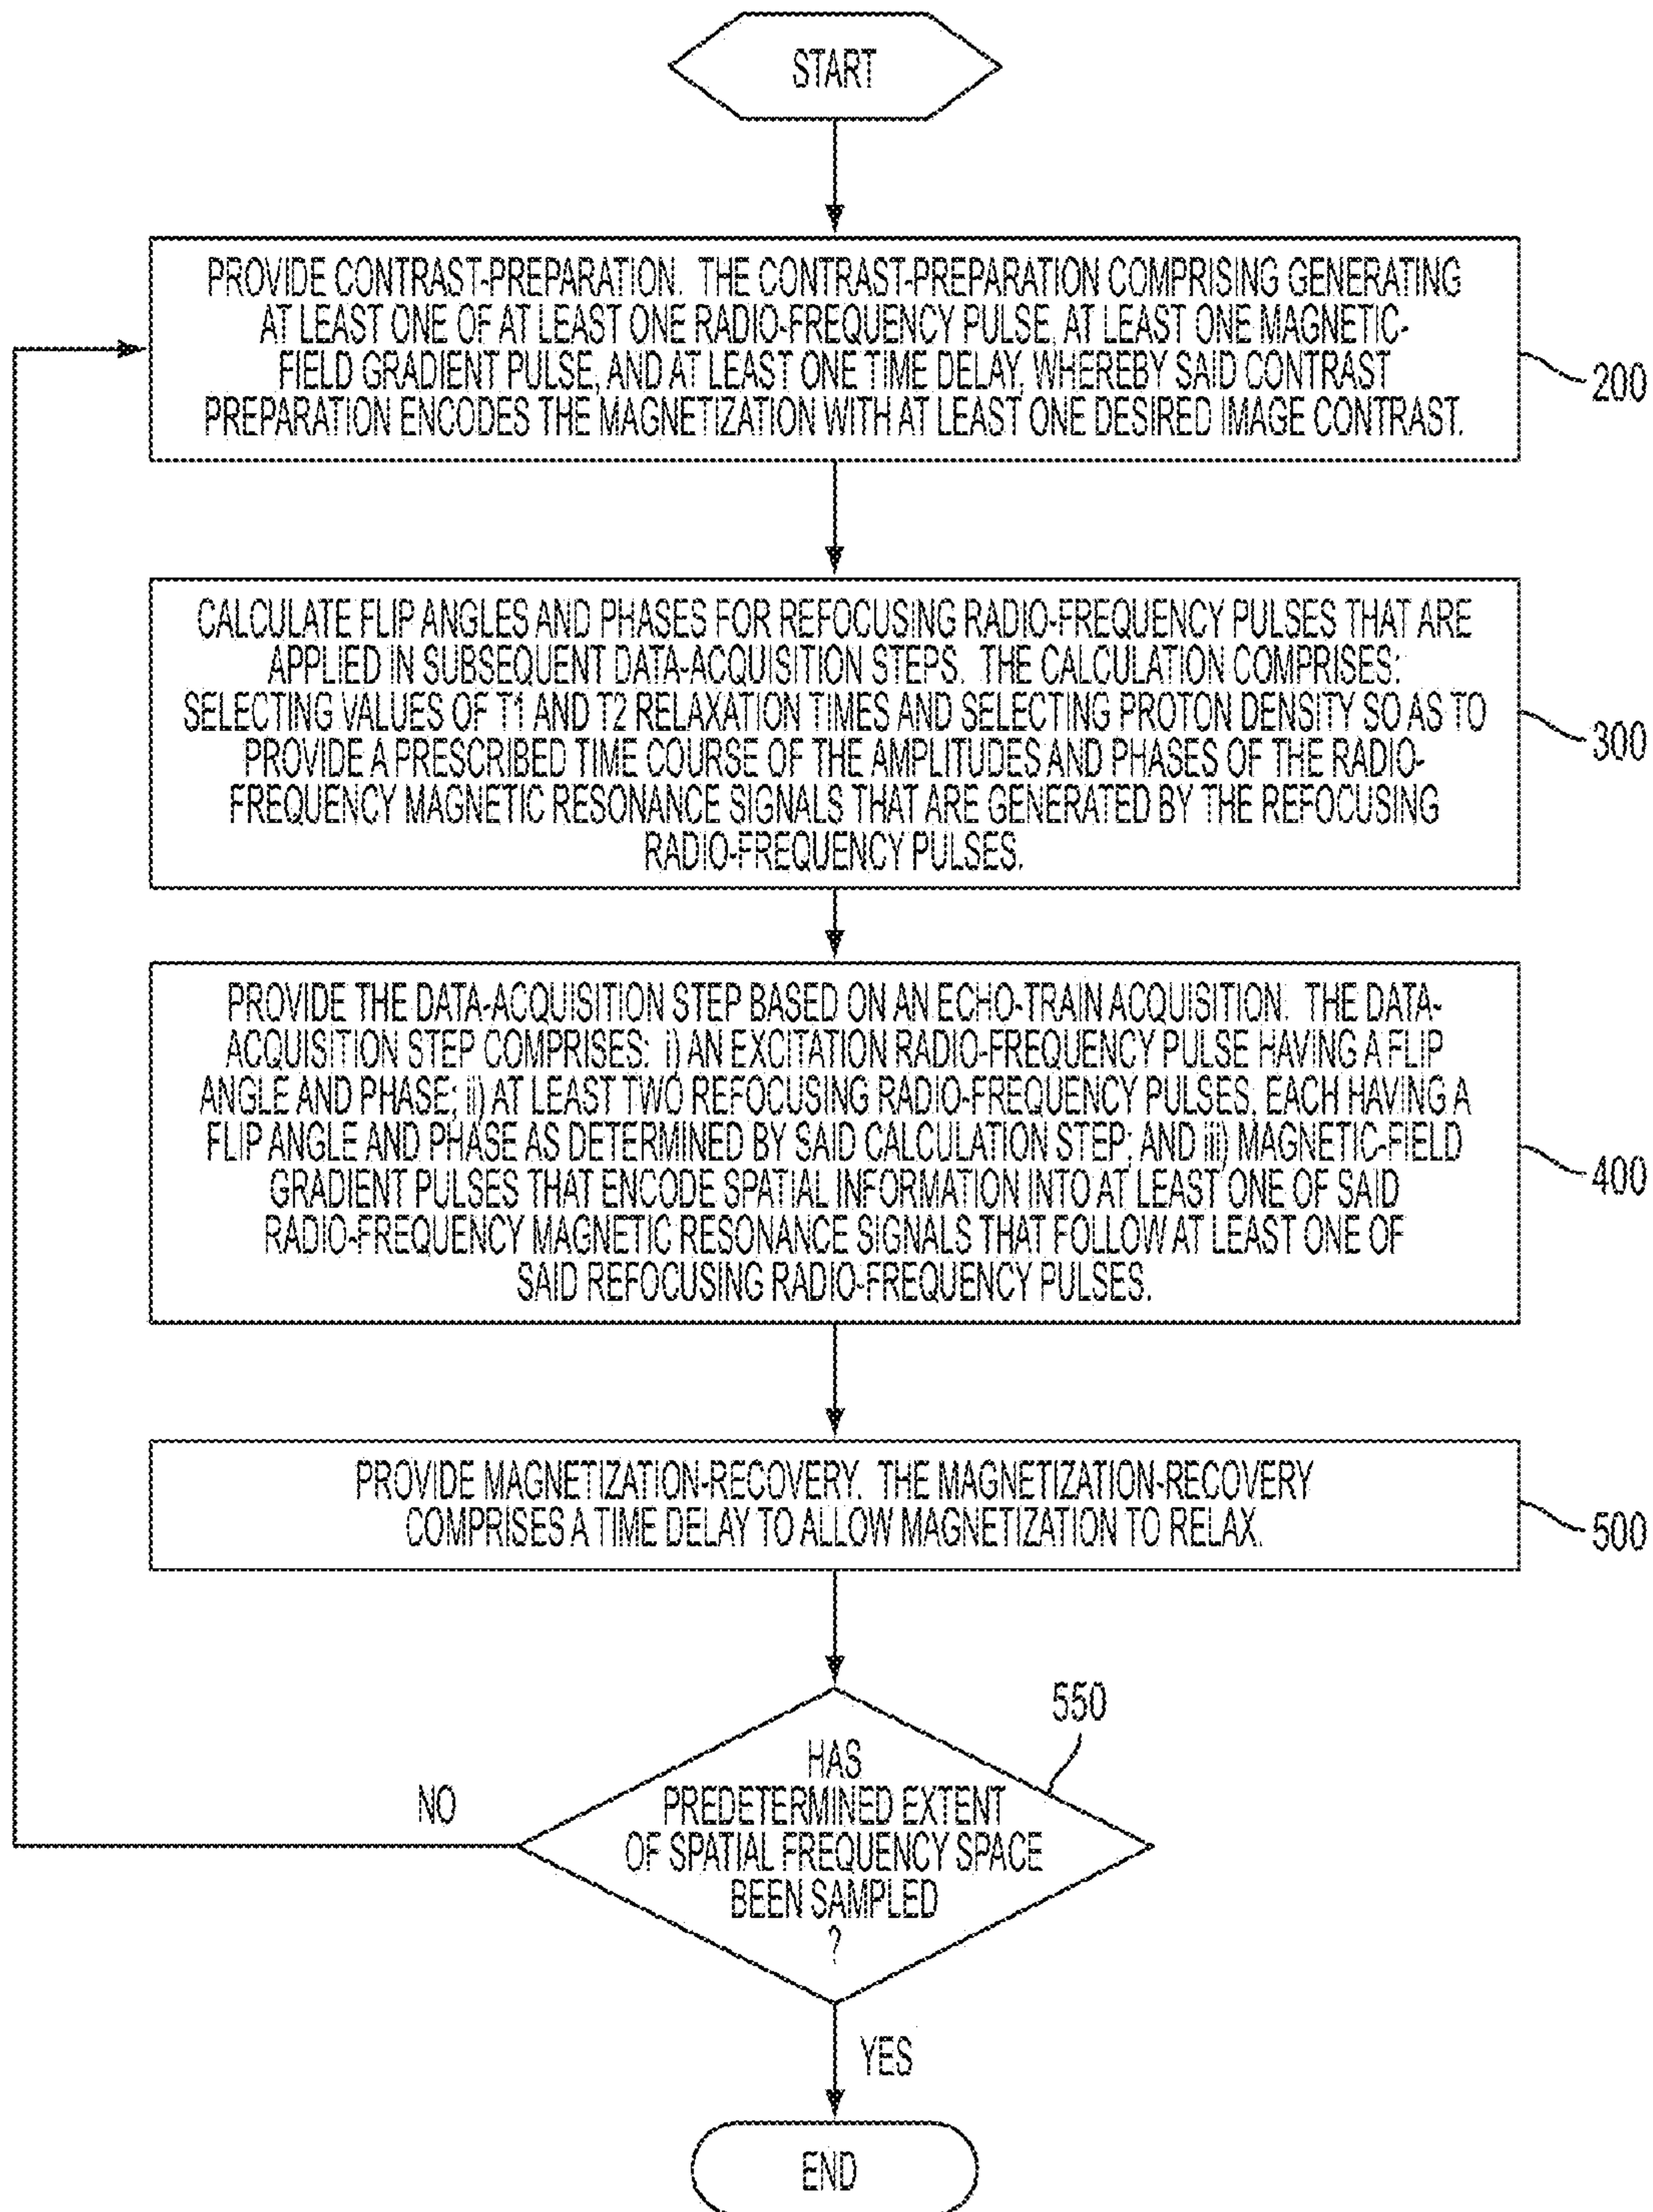 START
PROVIDE CONTRAST-PREPARATION. THE CONTRAST-PREPARATION COMPRISING GENERATING
AT LEAST ONE OF AT LEAST ONE RADIO-FREQUENCY PULSE, AT LEAST ONE MAGNETIC-
FIELD GRADIENT PULSE, AND AT LEAST ONE TIME DELAY, WHEREBY SAID CONTRAST
PREPARATION ENCODES THE MAGNETIZATION WITH AT LEAST ONE DESIRED IMAGE CONTRAST.
200
CALCULATE FLIP ANGLES AND PHASES FOR REFOCUSING RADIO-FREQUENCY PULSES THAT ARE
APPLIED IN SUBSEQUENT DATA-ACQUISITION STEPS. THE CALCULATION COMPRISES:
SELECTING VALUES OF T1 AND T2 RELAXATION TIMES AND SELECTING PROTON DENSITY SO AS TO
PROVIDE A PRESCRIBED TIME COURSE OF THE AMPLITUDES AND PHASES OF THE RADIO-
FREQUENCY MAGNETIC RESONANCE SIGNALS THAT ARE GENERATED BY THE REFOCUSING
RADIO-FREQUENCY PULSES.
300
PROVIDE THE DATA-ACQUISITION STEP BASED ON AN ECHO-TRAIN ACQUISITION. THE DATA-
ACQUISITION STEP COMPRISES: i) AN EXCITATION RADIO-FREQUENCY PULSE HAVING A FLIP
ANGLE AND PHASE; ii) AT LEAST TWO REFOCUSING RADIO-FREQUENCY PULSES, EACH HAVING A
FLIP ANGLE AND PHASE AS DETERMINED BY SAID CALCULATION STEP; AND iii) MAGNETIC-FIELD
GRADIENT PULSES THAT ENCODE SPATIAL INFORMATION INTO AT LEAST ONE OF SAID
RADIO-FREQUENCY MAGNETIC RESONANCE SIGNALS THAT FOLLOW AT LEAST ONE OF
SAID REFOCUSING RADIO-FREQUENCY PULSES.
400
PROVIDE MAGNETIZATION-RECOVERY. THE MAGNETIZATION-RECOVERY
COMPRISES A TIME DELAY TO ALLOW MAGNETIZATION TO RELAX.
500
550
HAS
PREDETERMINED EXTENT
OF SPATIAL FREQUENCY SPACE
BEEN SAMPLED
?
NO
YES
END